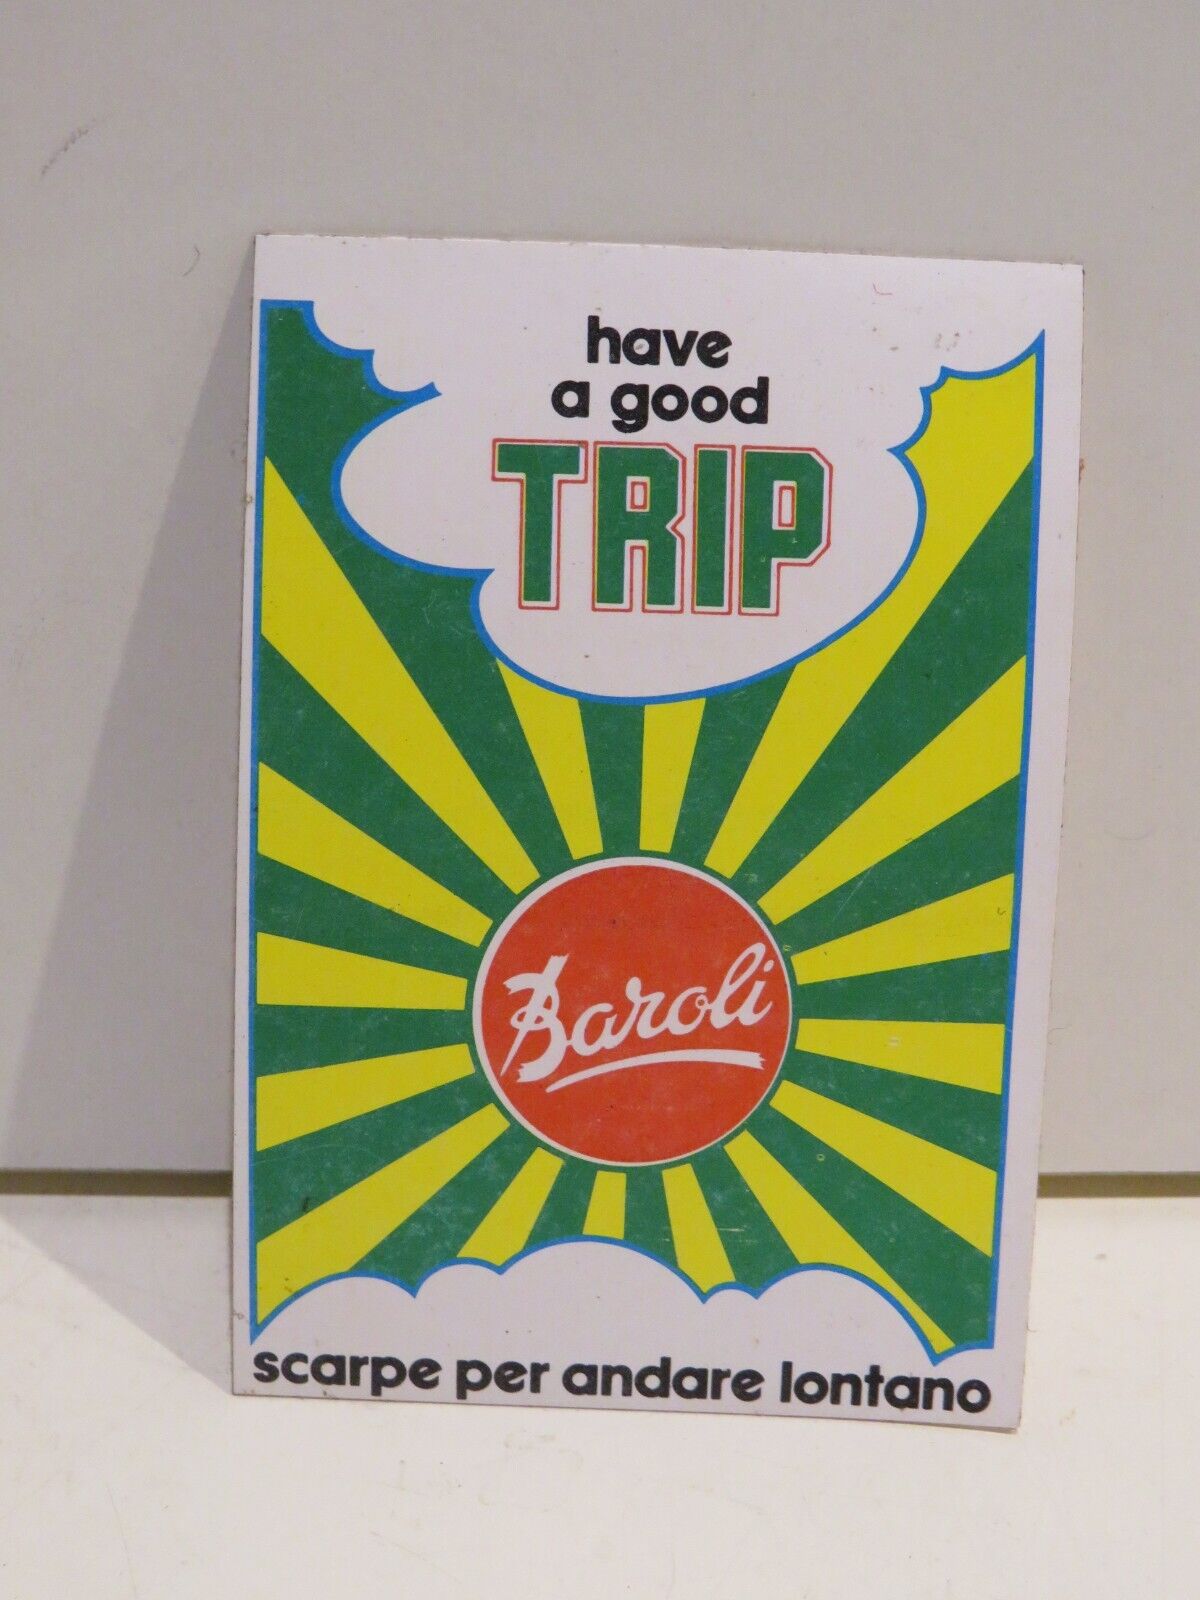 have
a good
TRIP
Baroli
scarpe per andare lontano